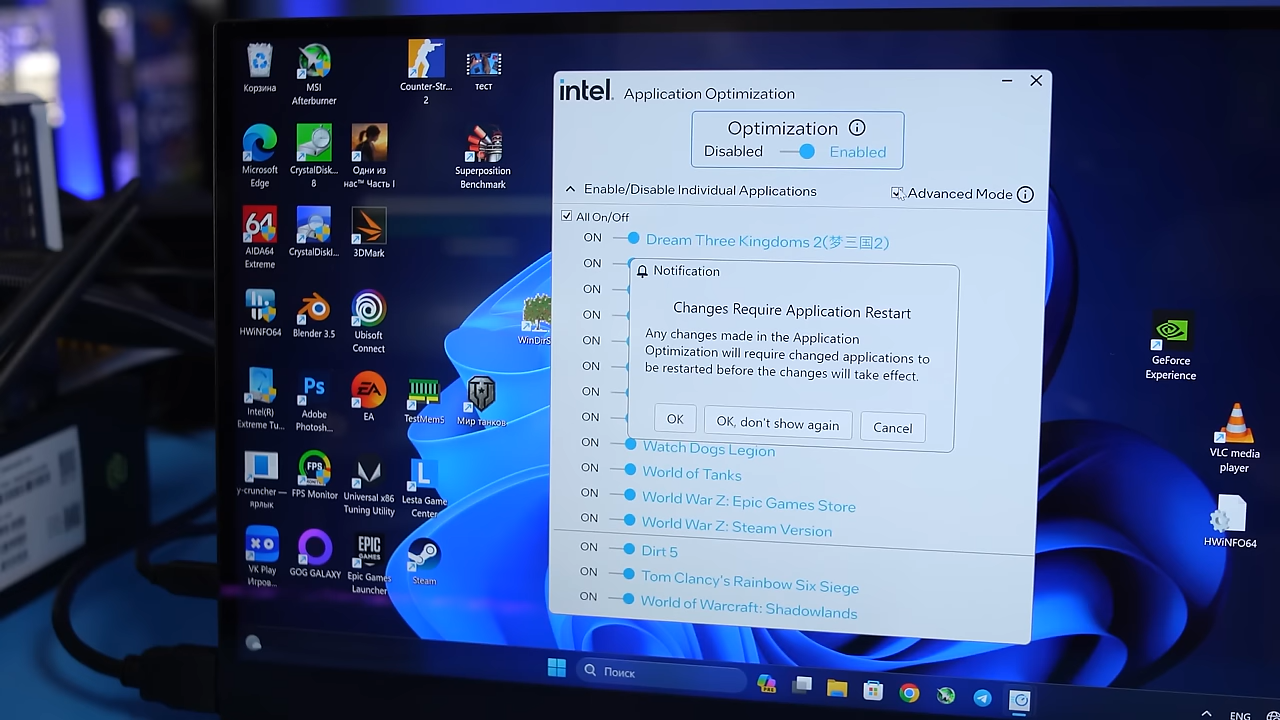 Корзина
MSI
Afterburner
Counter-Str...
2
тест
Microsoft
Edge
CrystalDisk...
8
Одни из
нас™ Часть I
Superposition
Benchmark
64
AIDA64
Extreme
CrystalDiskI...
3DMark
HWiNFO64
Blender 3.5
Ubisoft
Connect
WinDirS
Intel(R)
Extreme Tu...
Ps
Adobe
Photosh...
EA
EA
TestMem5
Мир танков
y-cruncher —
ярлык
FPS
FPS Monitor
Universal x86
Tuning Utility
L
Lesta Game
Center
VK Play
Игров...
GOG GALAXY
EPIC
GAMES
Epic Games
Launcher
Steam
intel. Application Optimization
Optimization
Disabled Enabled
Enable/Disable Individual Applications
Advanced Mode
All On/Off
ON Dream Three Kingdoms 2(梦三国2)
ON
ON
ON
ON
ON
ON
ON
Notification
Changes Require Application Restart
Any changes made in the Application
Optimization will require changed applications to
be restarted before the changes will take effect.
OK
OK, don't show again
Cancel
ON Watch Dogs Legion
ON World of Tanks
ON World War Z: Epic Games Store
ON World War Z: Steam Version
ON Dirt 5
ON Tom Clancy's Rainbow Six Siege
ON World of Warcraft: Shadowlands
GeForce
Experience
VLC media
player
HWiNFO64
Поиск
ENG